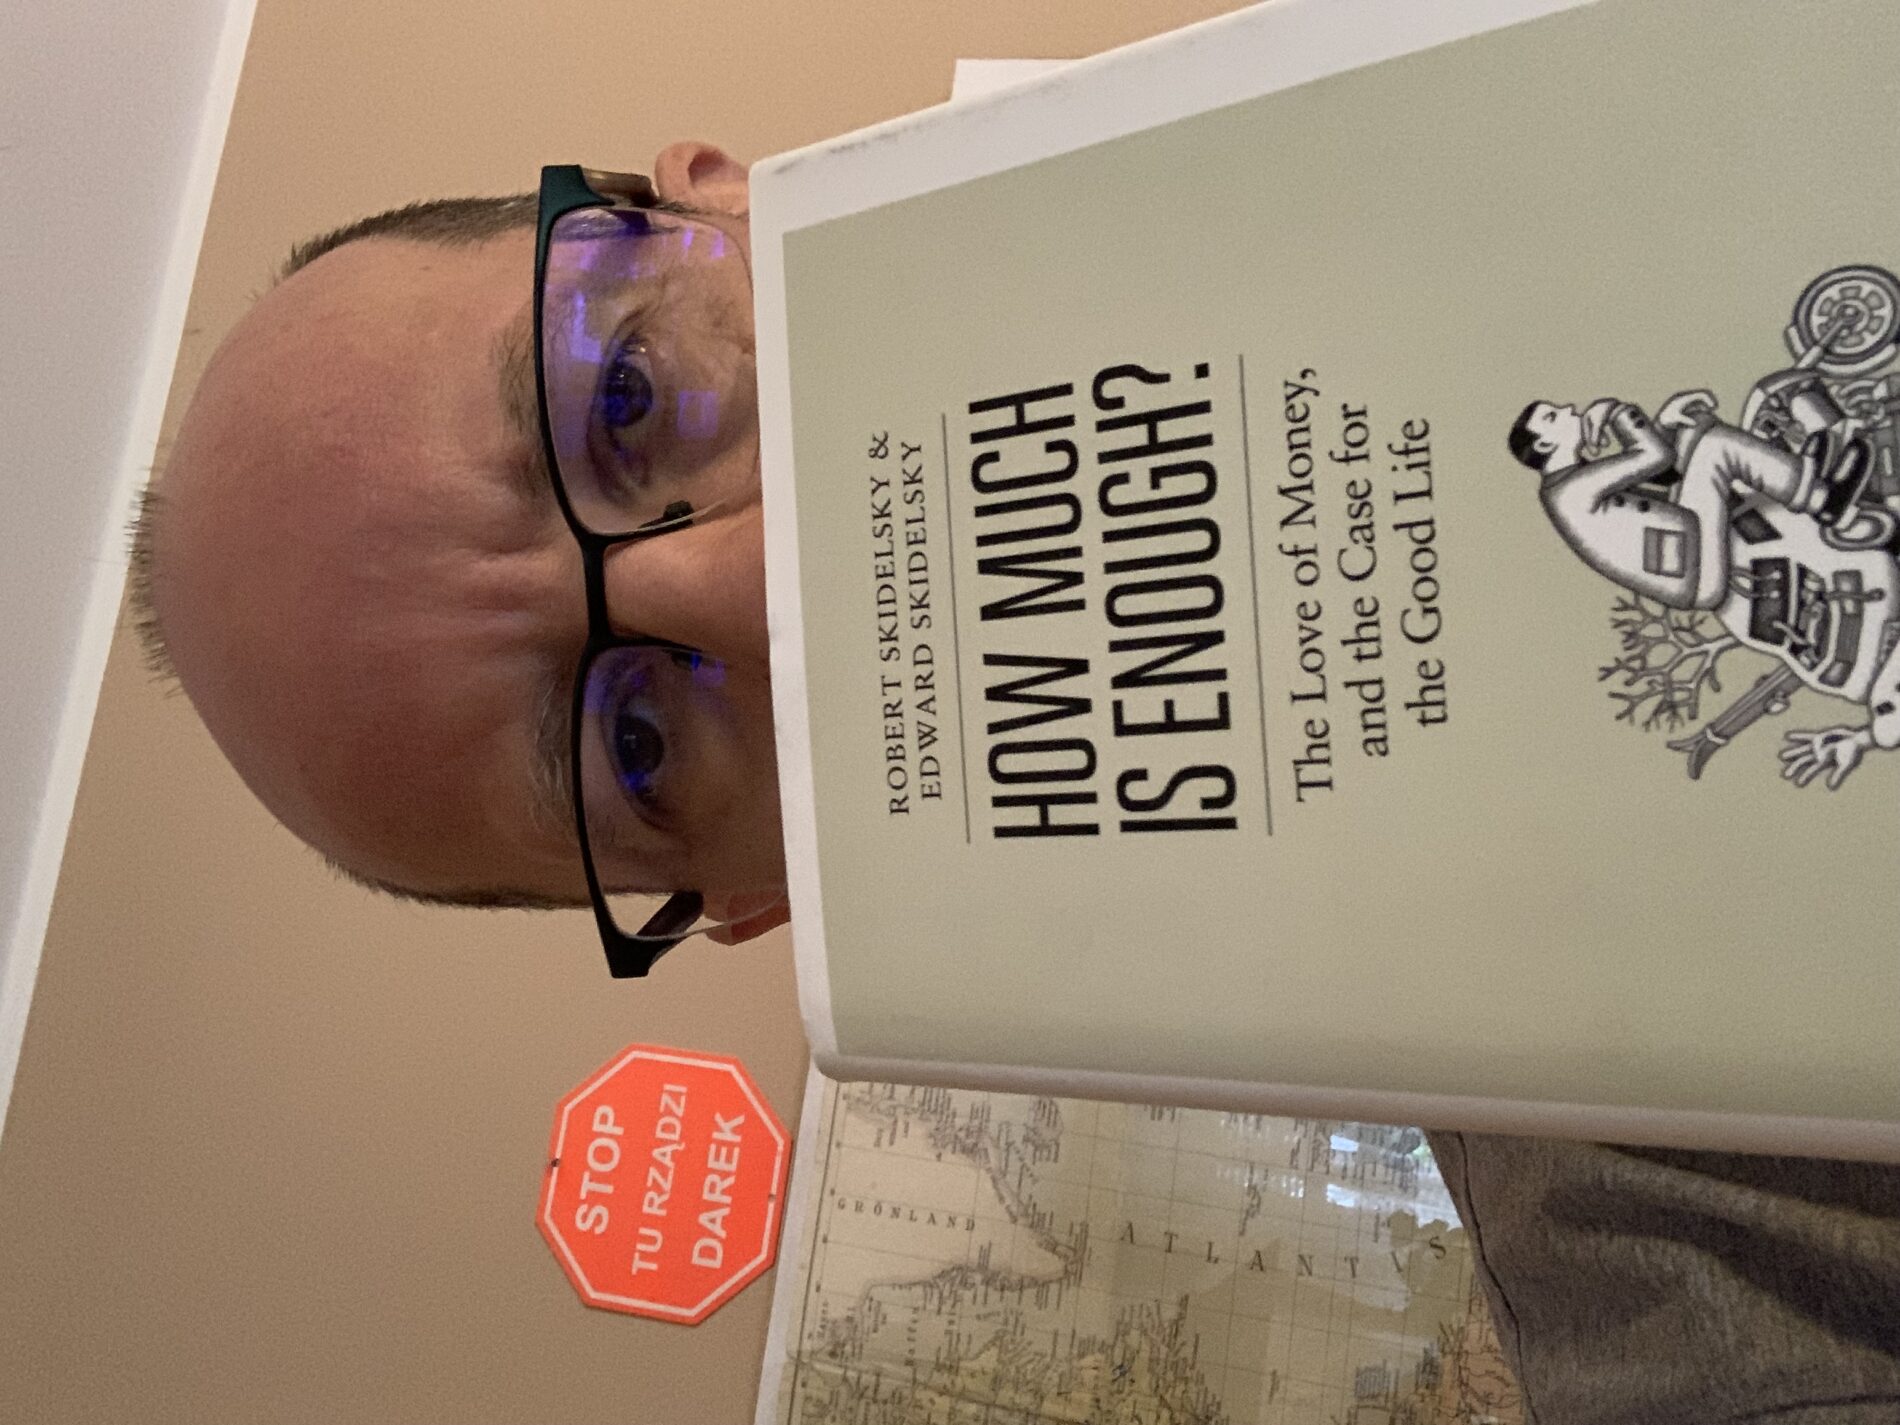 ROBERT SKIDELSKY &
EDWARD SKIDELSKY
HOW MUCH
IS ENOUGH?
The Love of Money,
and the Case for
the Good Life
STOP
TU RZĄDZI
DAREK
GRÖNLAND
ATLANTIS